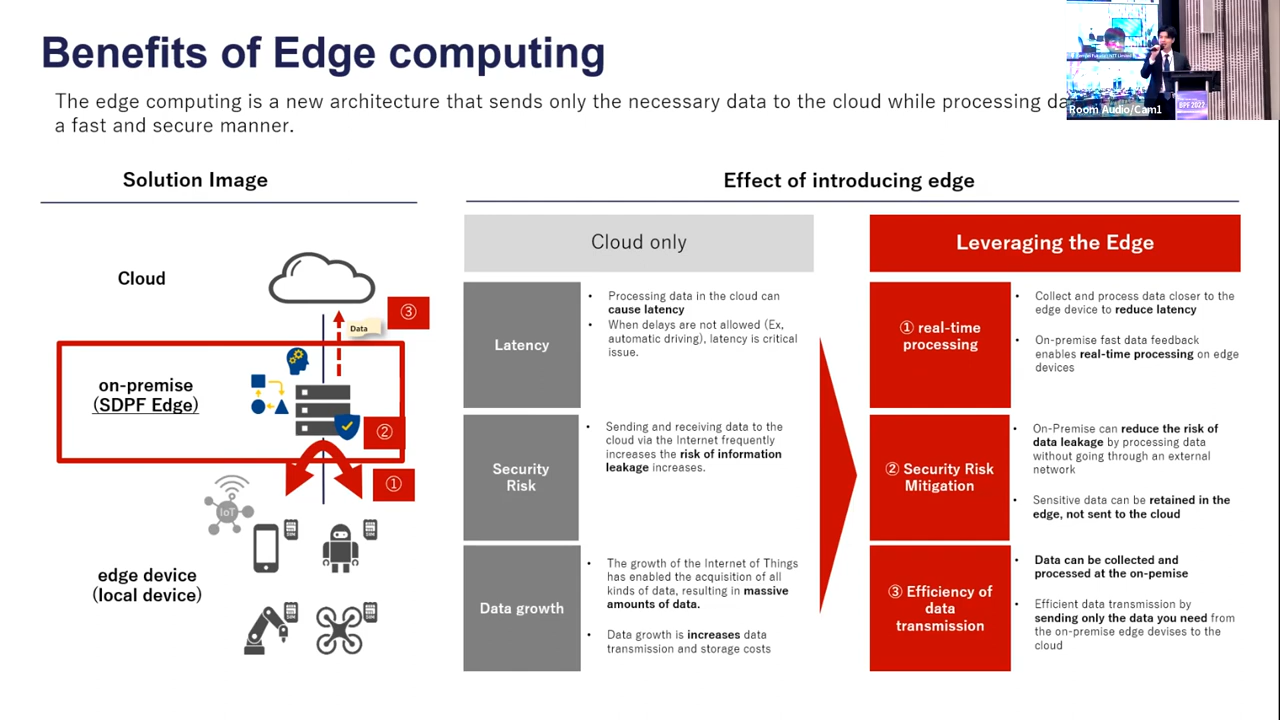 Benefits of Edge computing
The edge computing is a new architecture that sends only the necessary data to the cloud while processing
a fast and secure manner.
Room Audio/Cam1
BPF 2022
Solution Image
Cloud
③
Data
on-premise
(SDPF Edge)
②
①
IoT
edge device
(local device)
Effect of introducing edge
Cloud only
Leveraging the Edge
Latency
• Processing data in the cloud can
cause latency
• When delays are not allowed (Ex,
automatic driving), latency is critical
issue.
① real-time
processing
• Collect and process data closer to the
edge device to reduce latency
• On-premise fast data feedback
enables real-time processing on edge
devices
Security
Risk
• Sending and receiving data to the
cloud via the Internet frequently
increases the risk of information
leakage increases.
② Security Risk
Mitigation
• On-Premise can reduce the risk of
data leakage by processing data
without going through an external
network
• Sensitive data can be retained in the
edge, not sent to the cloud
Data growth
• The growth of the Internet of Things
has enabled the acquisition of all
kinds of data, resulting in massive
amounts of data.
• Data growth is increases data
transmission and storage costs
③ Efficiency of
data
transmission
• Data can be collected and
processed at the on-pemise
• Efficient data transmission by
sending only the data you need from
the on-premise edge devises to the
cloud